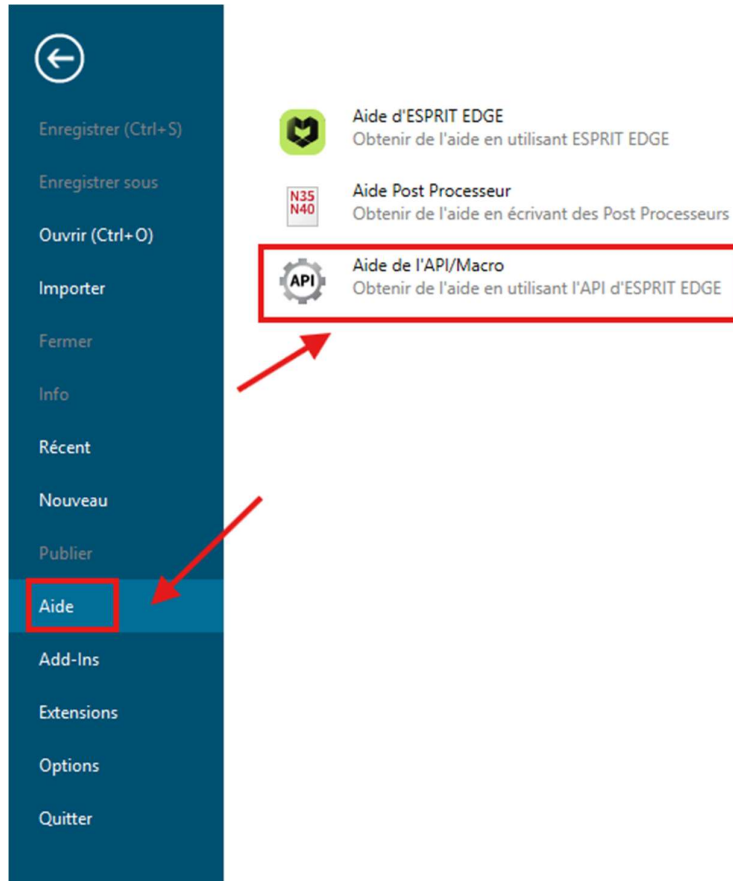 Enregistrer (Ctrl+S)
Enregistrer sous
Ouvrir (Ctrl+O)
Importer
Fermer
Info
Récent
Nouveau
Publier
Aide
Add-Ins
Extensions
Options
Quitter
Aide d'ESPRIT EDGE
Obtenir de l'aide en utilisant ESPRIT EDGE
N35
N40
Aide Post Processeur
Obtenir de l'aide en écrivant des Post Processeurs
API
Aide de l'API/Macro
Obtenir de l'aide en utilisant l'API d'ESPRIT EDGE